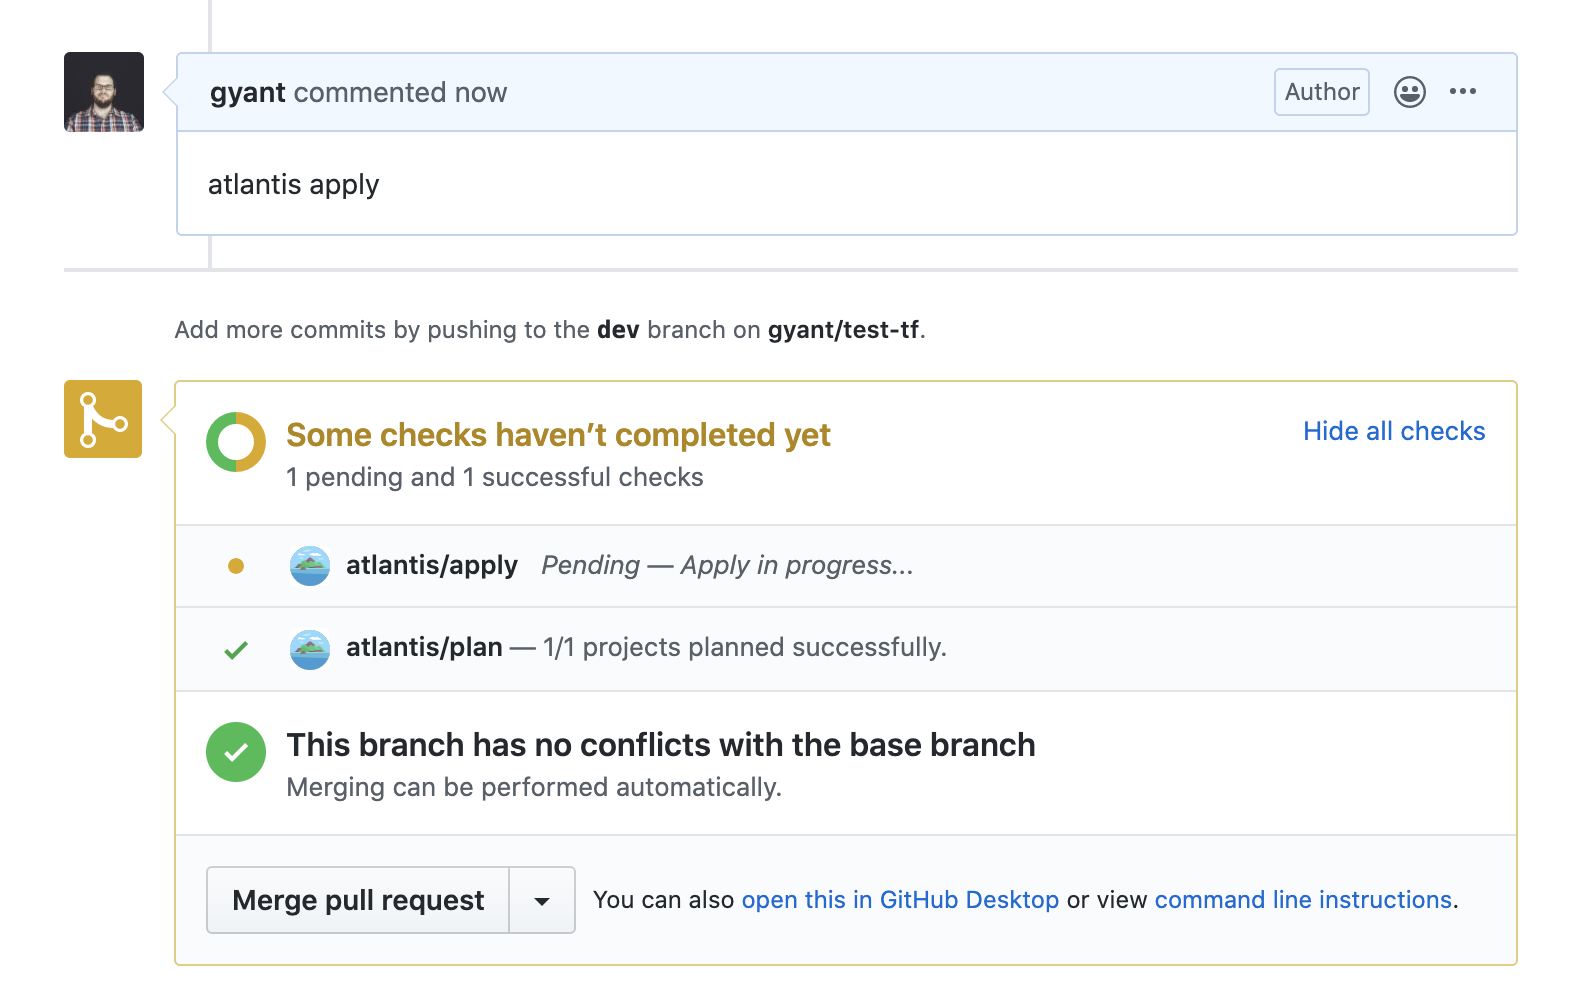 gyant commented now
Author
atlantis apply
Add more commits by pushing to the dev branch on gyant/test-tf.
Some checks haven’t completed yet
Hide all checks
1 pending and 1 successful checks
atlantis/apply Pending — Apply in progress...
atlantis/plan — 1/1 projects planned successfully.
This branch has no conflicts with the base branch
Merging can be performed automatically.
Merge pull request
You can also open this in GitHub Desktop or view command line instructions.